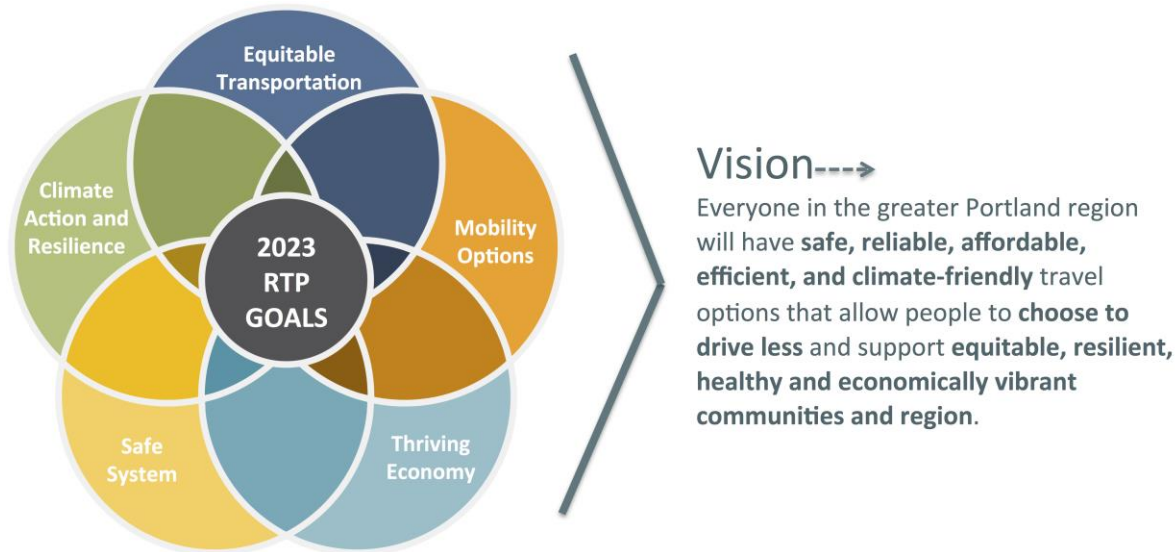 Equitable
Transportation
Climate
Action and
Resilience
Mobility
Options
2023
RTP
GOALS
Safe
System
Thriving
Economy
Vision
Everyone in the greater Portland region
will have safe, reliable, affordable,
efficient, and climate-friendly travel
options that allow people to choose to
drive less and support equitable, resilient,
healthy and economically vibrant
communities and region.